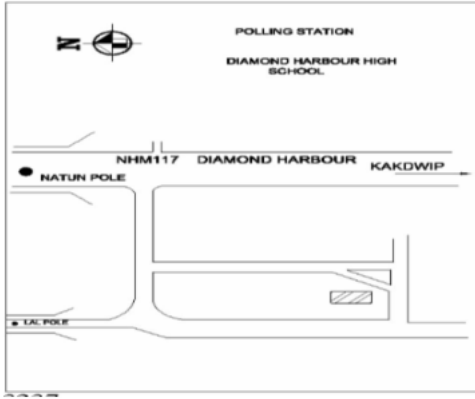 POLLING STATION
N
DIAMOND HARBOUR HIGH
SCHOOL
NHM117 DIAMOND HARBOUR KAKDWIP
NATUN POLE
LAL POLE